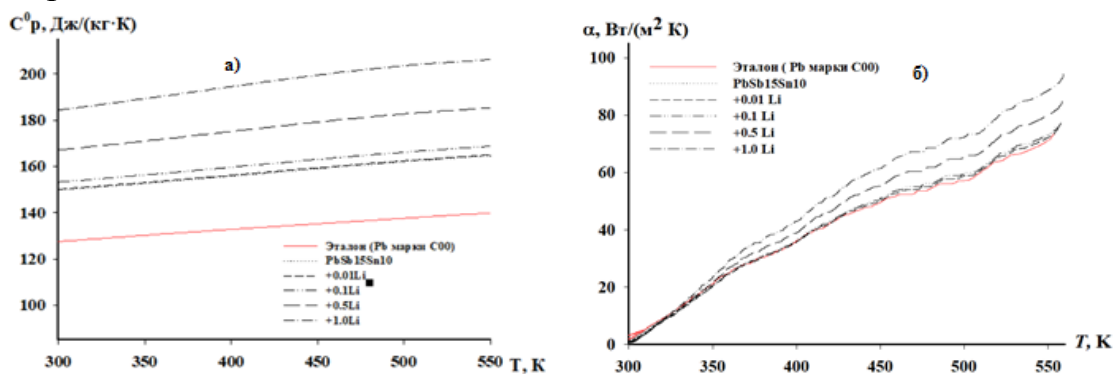 C⁰p, Дж/(кг·К)
а)
200
180
160
140
120
100
Эталон (Pb марки C00)
PbSb15Sn10
+0.01Li
+0.1Li
+0.5Li
+1.0Li
300 350 400 450 500 550 T, К
α, Вт/(м² К)
100
б)
80
60
40
20
0
Эталон ( Pb марки C00)
PbSb15Sn10
+0.01 Li
+0.1 Li
+0.5 Li
+1.0 Li
300 350 400 450 500 550 T, К